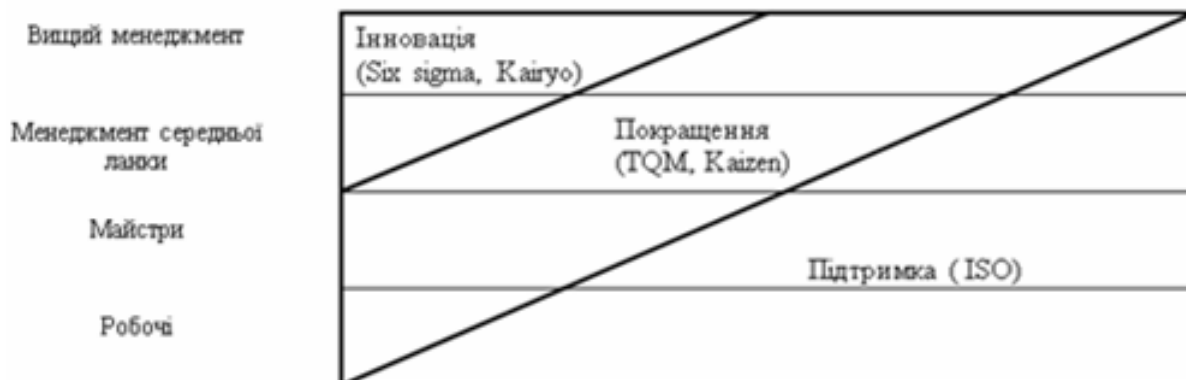 Вищий менеджмент
Інновація
(Six sigma, Kairyo)
Менеджмент середньої
ланки
Покращення
(TQM, Kaizen)
Майстри
Підтримка ( ISO)
Робочі